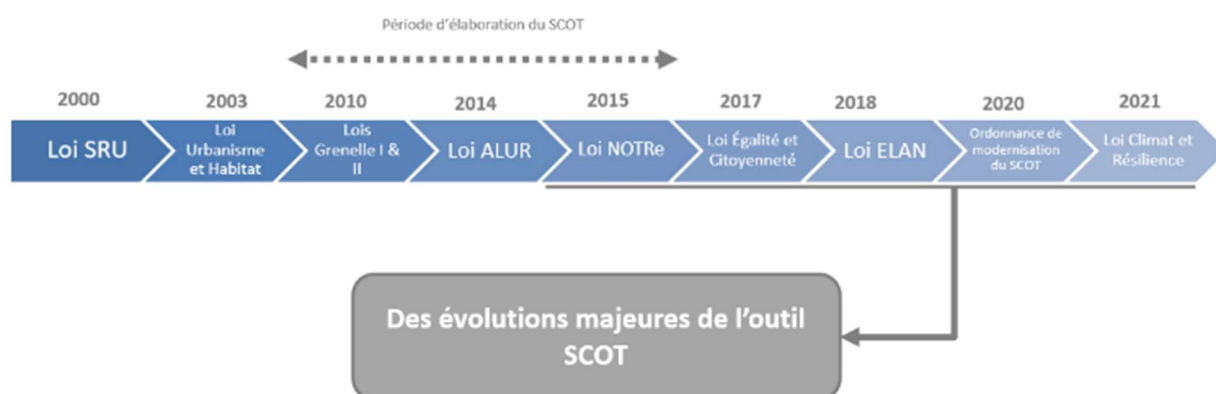 Période d'élaboration du SCOT
2000
2003
2010
2014
2015
2017
2018
2020
2021
Loi SRU
Loi
Urbanisme
et Habitat
Lois
Grenelle I &
II
Loi ALUR
Loi NOTRe
Loi Égalité et
Citoyenneté
Loi ELAN
Ordonnance de
modernisation
du SCOT
Loi Climat et
Résilience
Des évolutions majeures de l'outil
SCOT